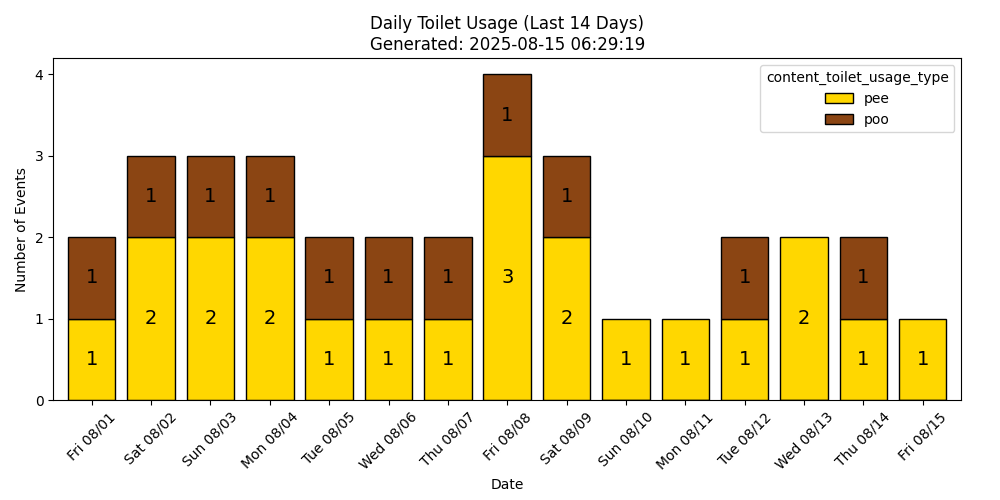 Daily Toilet Usage (Last 14 Days)
Generated: 2025-08-15 06:29:19
content_toilet_usage_type
pee
poo
Number of Events
4
3
2
1
0
1 1 1 1 1 1 1 1 1 1 1
1 2 2 2 1 1 1 3 2 1 1 1 2 1 1
Fri 08/01
Sat 08/02
Sun 08/03
Mon 08/04
Tue 08/05
Wed 08/06
Thu 08/07
Fri 08/08
Sat 08/09
Sun 08/10
Mon 08/11
Tue 08/12
Wed 08/13
Thu 08/14
Fri 08/15
Date